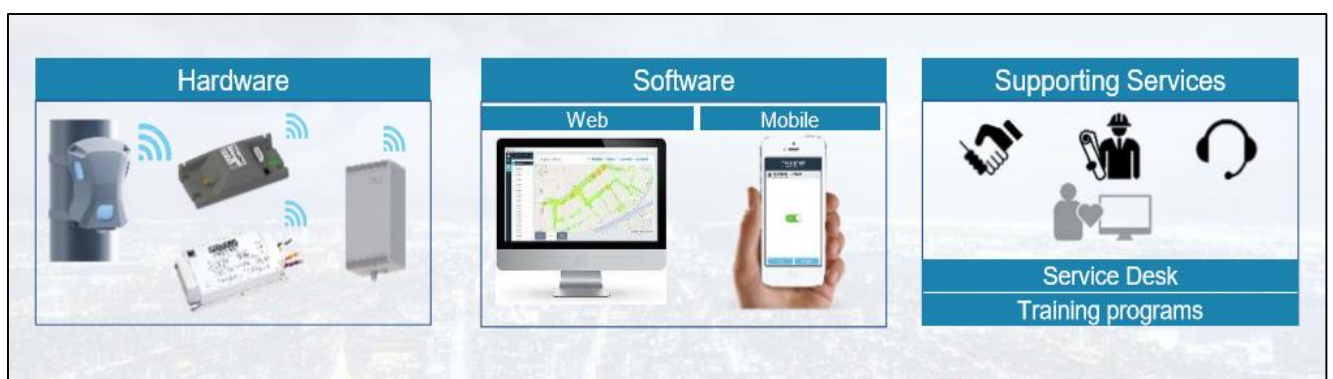 Hardware
Software
Web
Mobile
Supporting Services
Service Desk
Training programs